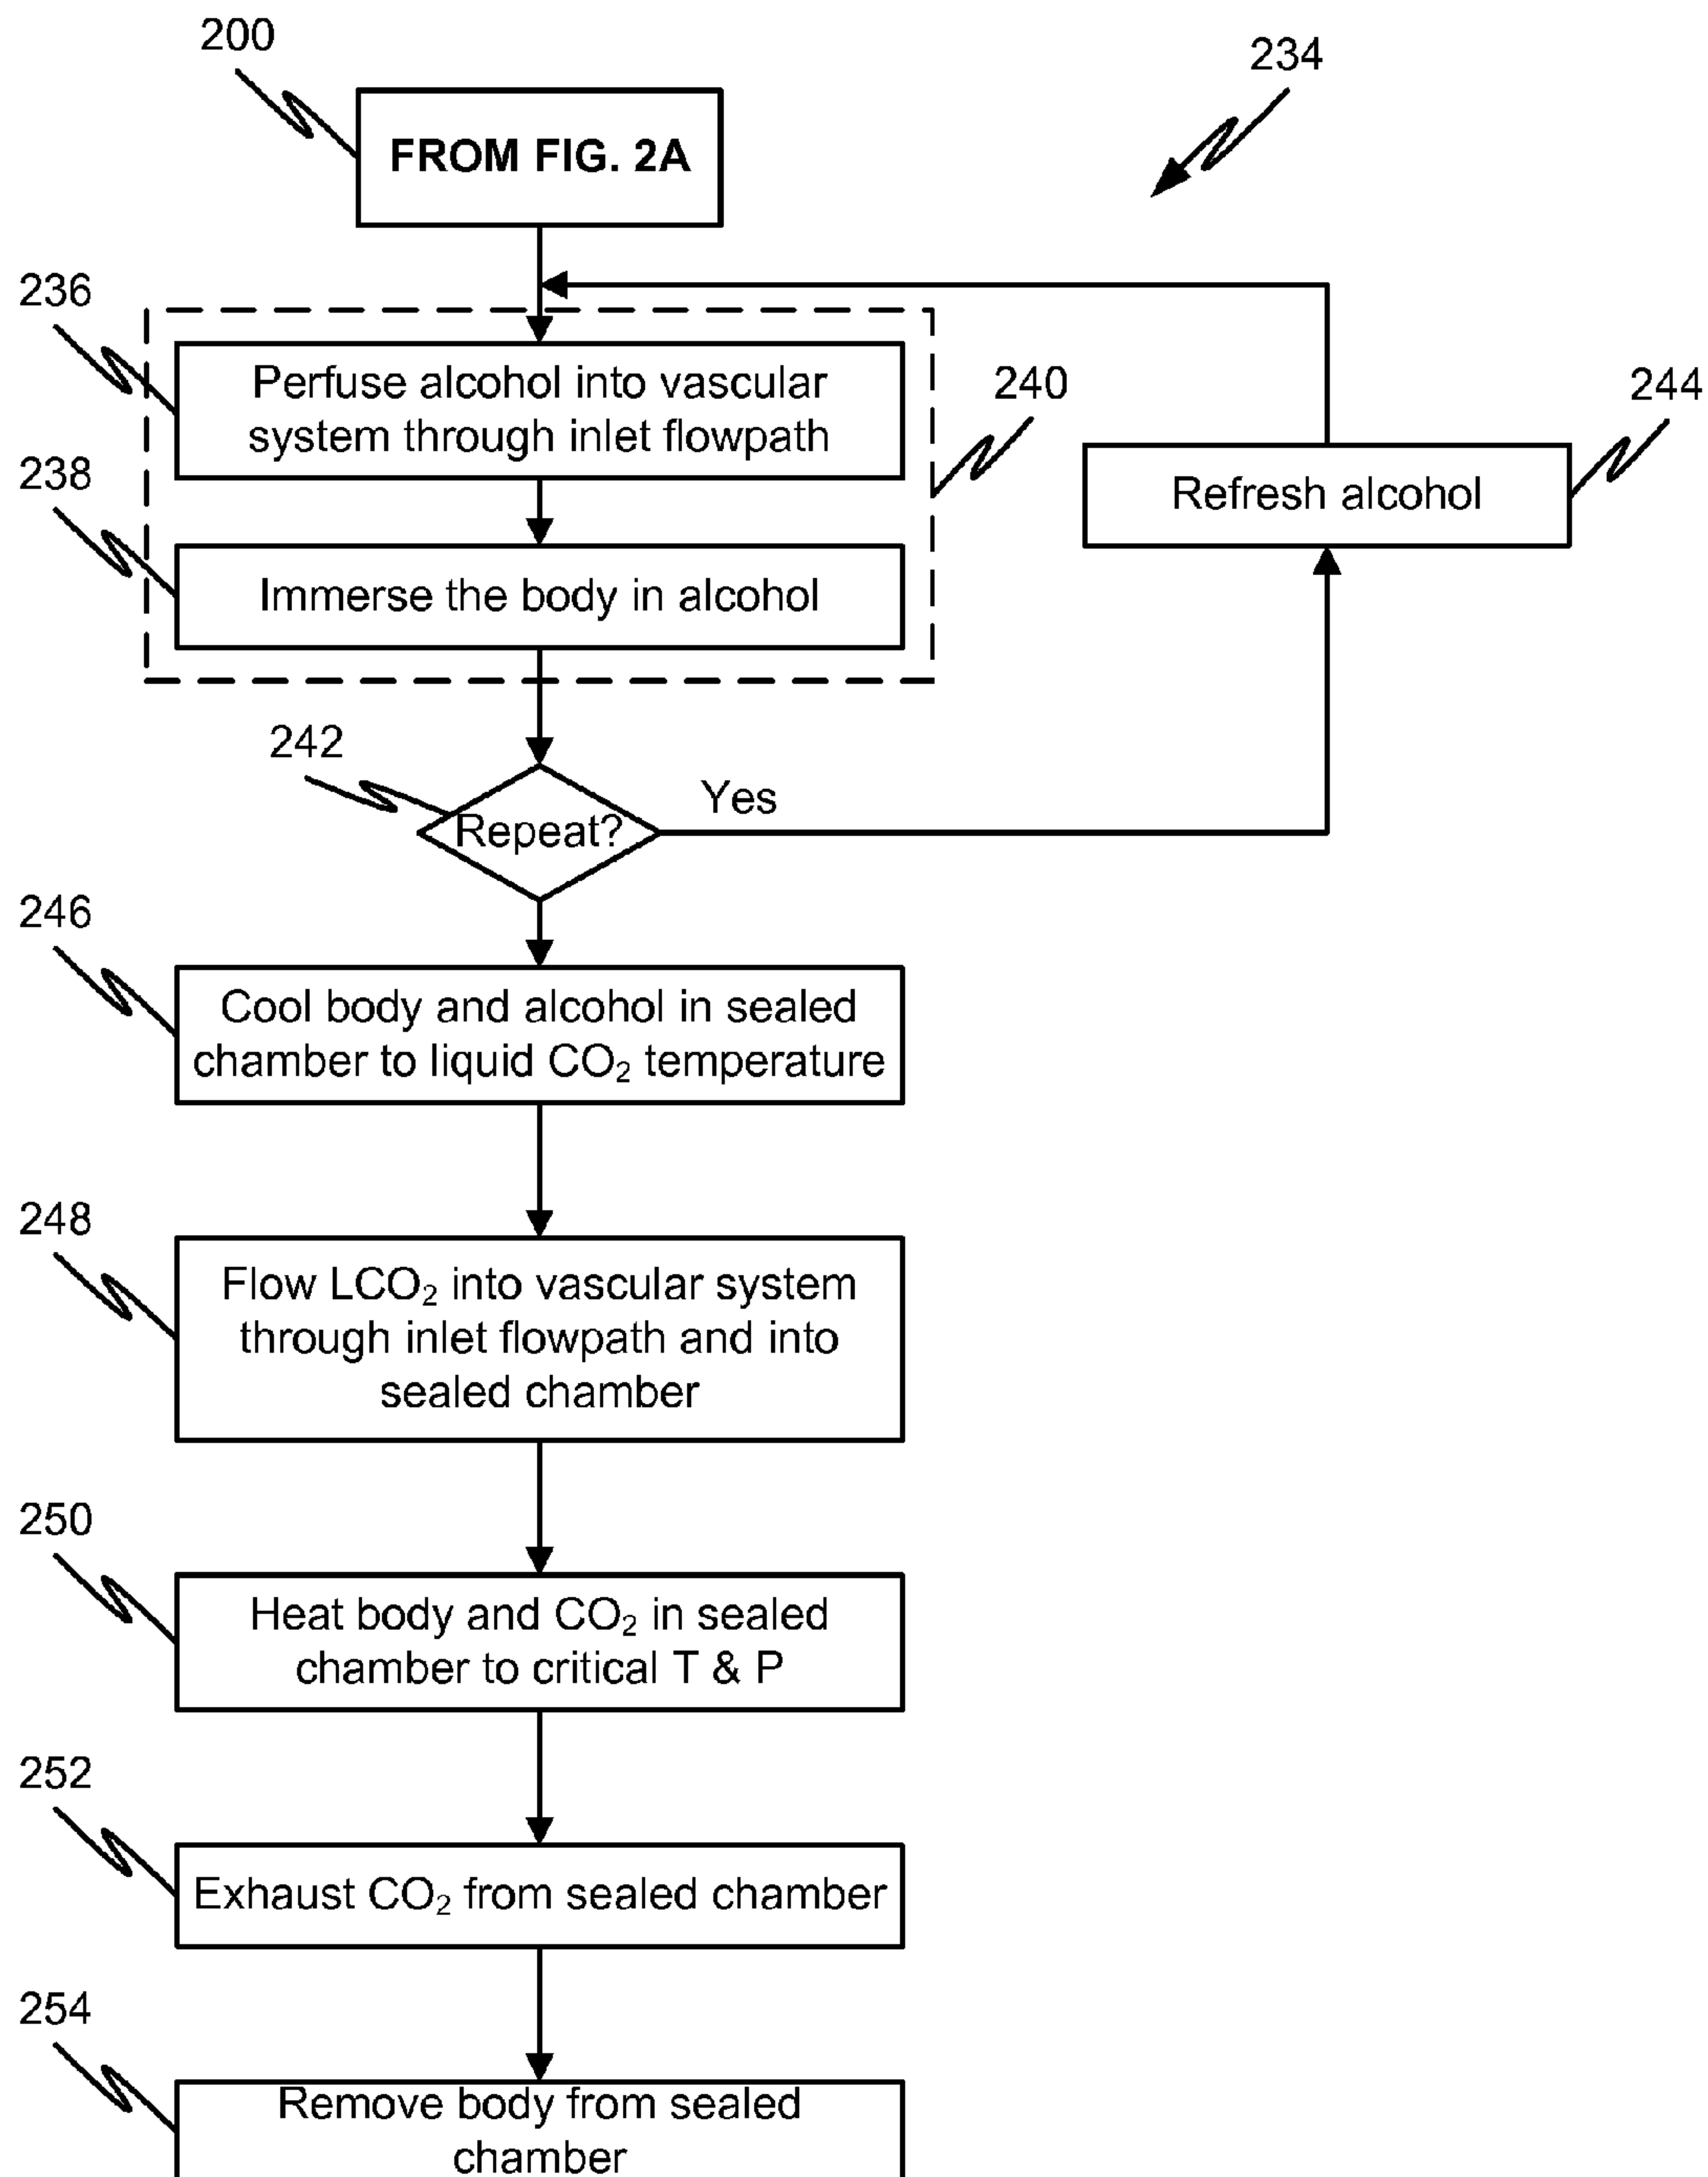 200
234
FROM FIG. 2A
236
Perfuse alcohol into vascular
system through inlet flowpath
240
244
Refresh alcohol
238
Immerse the body in alcohol
242
Yes
Repeat?
246
Cool body and alcohol in sealed
chamber to liquid CO₂ temperature
248
Flow LCO₂ into vascular system
through inlet flowpath and into
sealed chamber
250
Heat body and CO₂ in sealed
chamber to critical T & P
252
Exhaust CO₂ from sealed chamber
254
Remove body from sealed
chamber